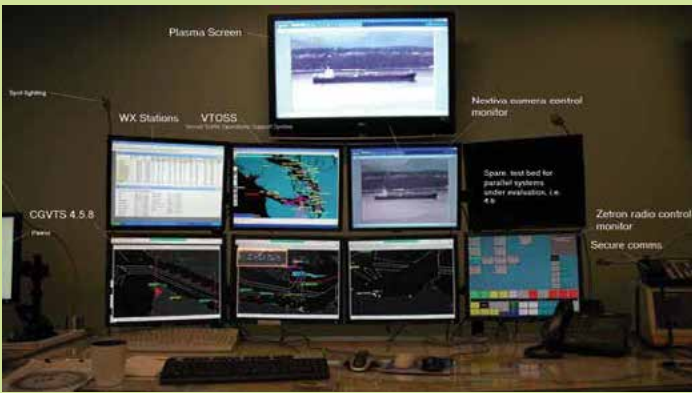 Plasma Screen
Spot lighting
WX Stations
VTOSS
Vessel Traffic Operations Support System
Nextiva camera control
monitor
Spare, test bed for
parallel systems
under evaluation, i.e.
CGVTS 4.5.8
Zetron radio control
monitor
Secure comms